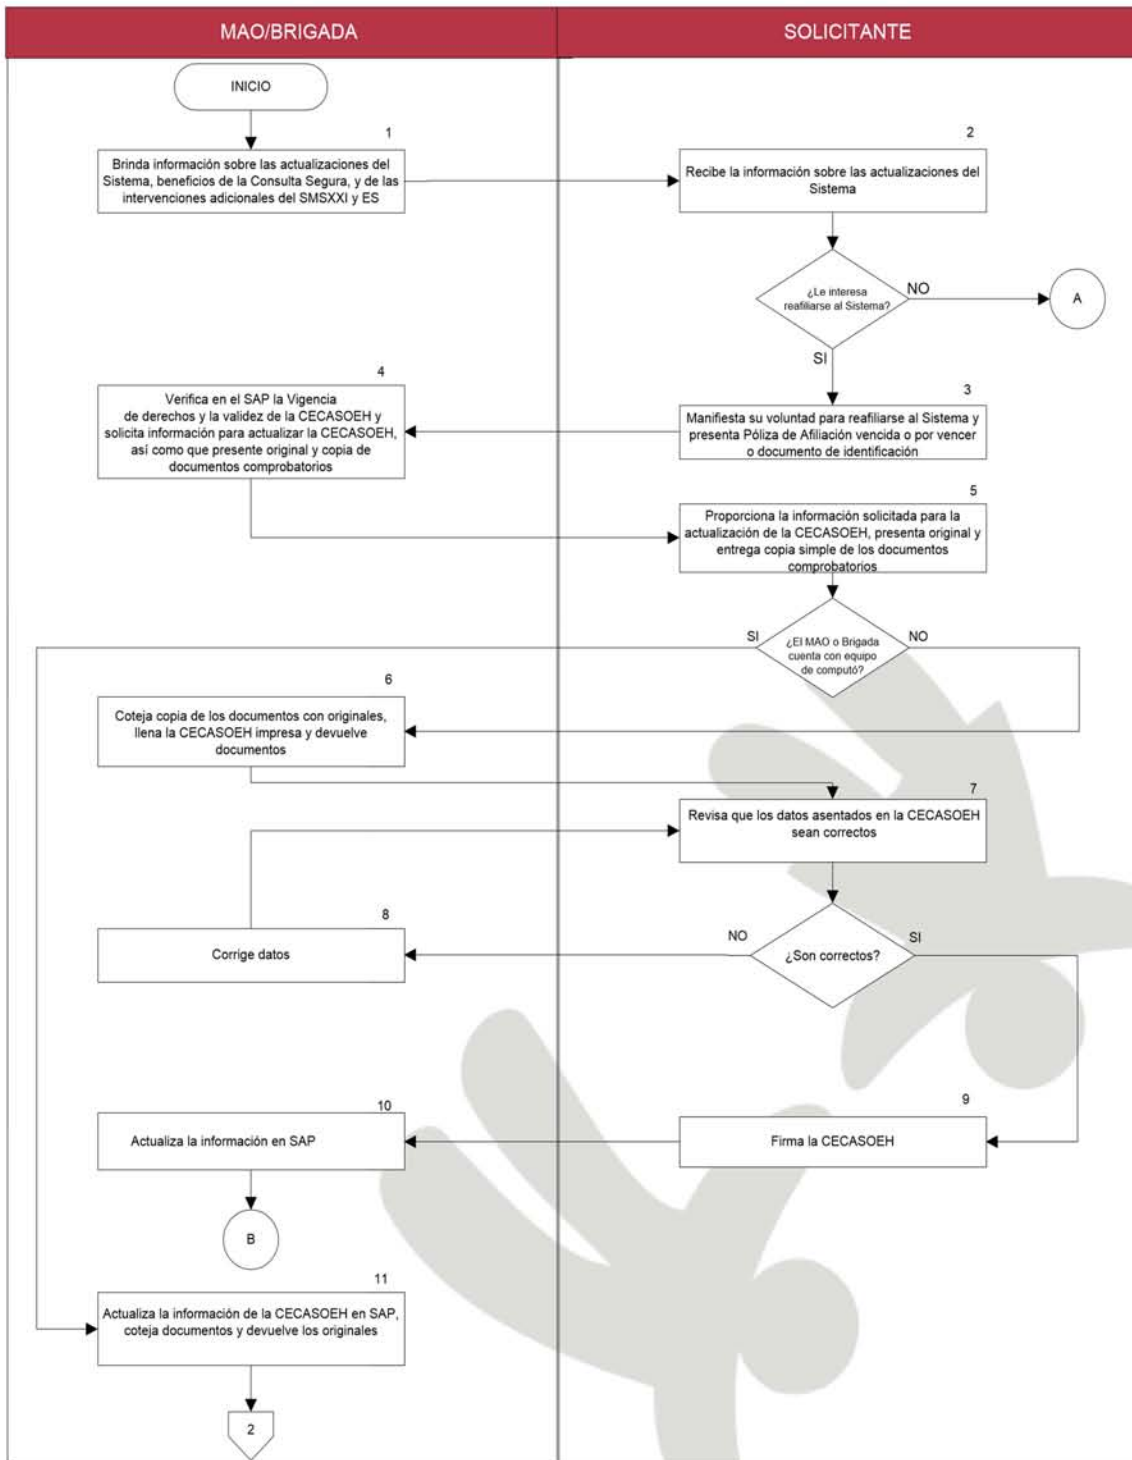 MAO/BRIGADA
SOLICITANTE
INICIO
1
Brinda información sobre las actualizaciones del
Sistema, beneficios de la Consulta Segura, y de las
intervenciones adicionales del SMSXXI y ES
2
Recibe la información sobre las actualizaciones del
Sistema
¿Le interesa
reafiliarse al Sistema?
NO
A
SI
3
Manifiesta su voluntad para reafiliarse al Sistema y
presenta Póliza de Afiliación vencida o por vencer
o documento de identificación
4
Verifica en el SAP la Vigencia
de derechos y la validez de la CECASOEH y
solicita información para actualizar la CECASOEH,
así como que presente original y copia de
documentos comprobatorios
5
Proporciona la información solicitada para la
actualización de la CECASOEH, presenta original y
entrega copia simple de los documentos
comprobatorios
SI
¿El MAO o Brigada
cuenta con equipo
de computó?
NO
6
Coteja copia de los documentos con originales,
llena la CECASOEH impresa y devuelve
documentos
7
Revisa que los datos asentados en la CECASOEH
sean correctos
8
Corrige datos
NO
¿Son correctos?
SI
9
Firma la CECASOEH
10
Actualiza la información en SAP
B
11
Actualiza la información de la CECASOEH en SAP,
coteja documentos y devuelve los originales
2